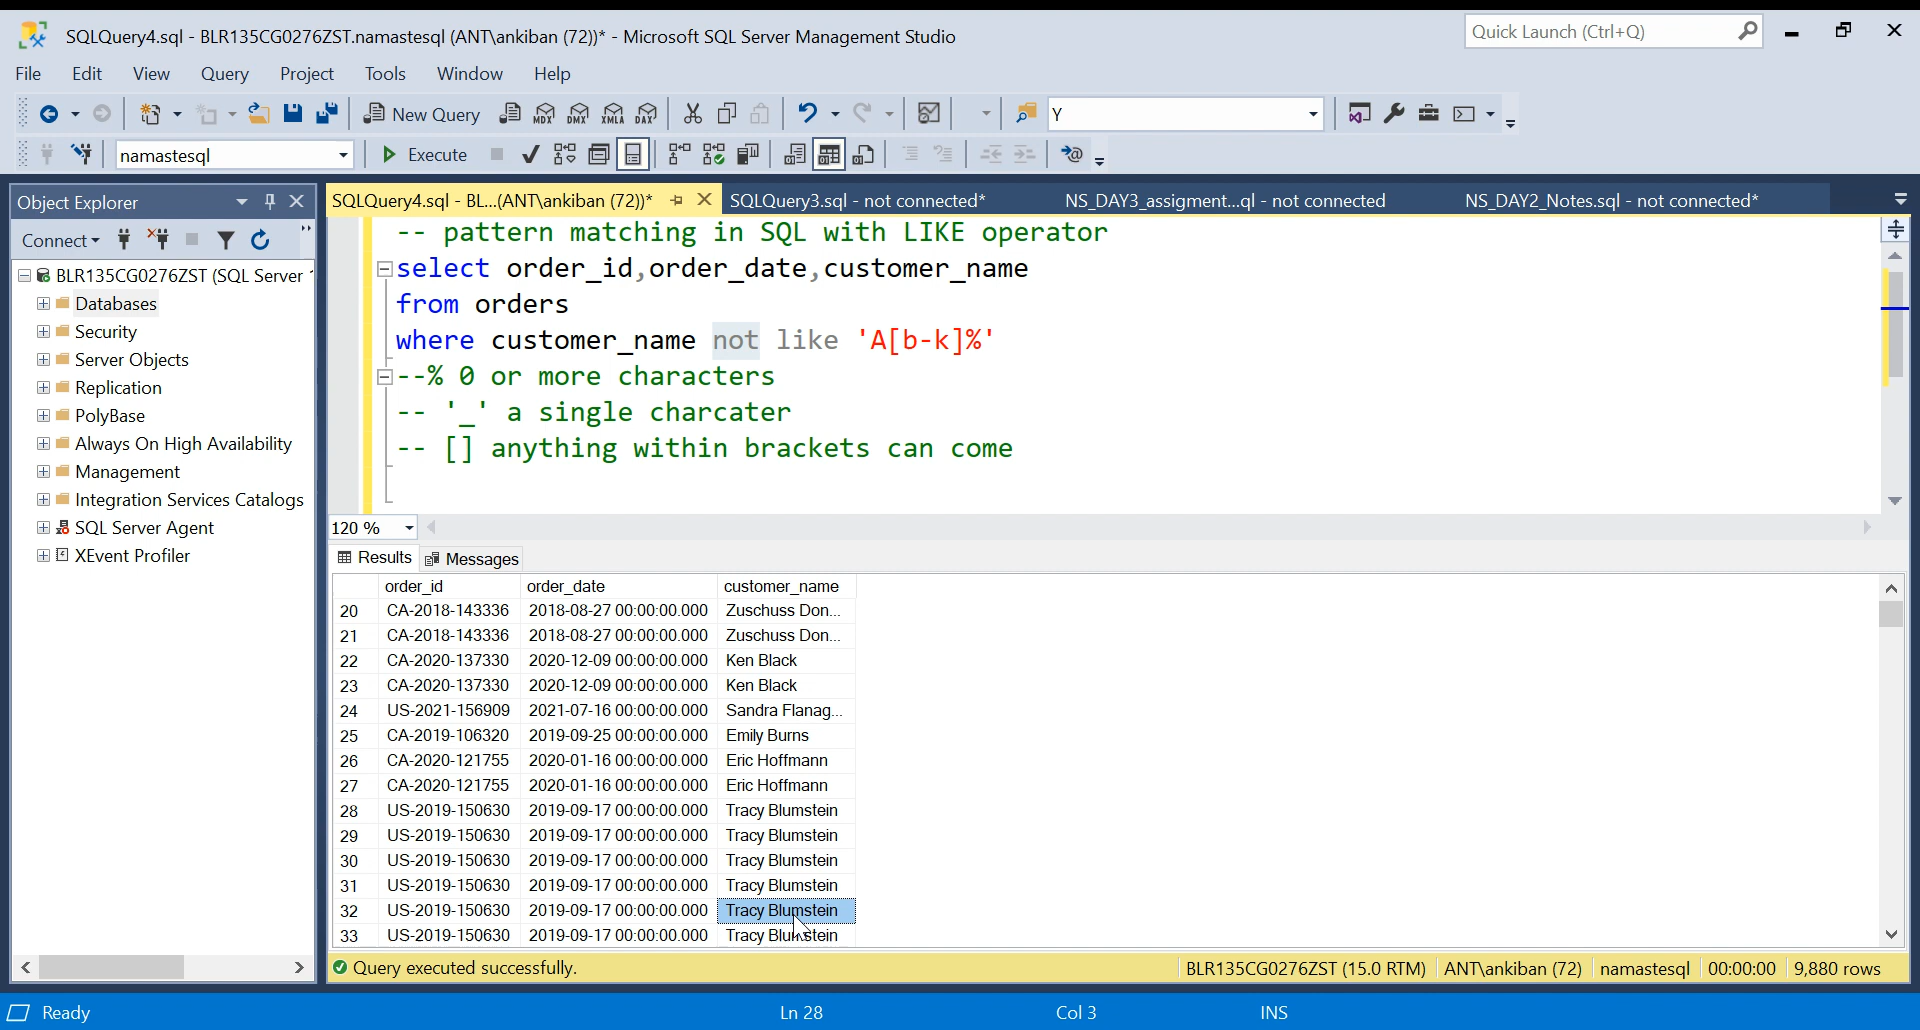 SQLQuery4.sql - BLR135CG0276ZST.namastesql (ANT\ankiban (72))* - Microsoft SQL Server Management Studio
Quick Launch (Ctrl+Q)
File Edit View Query Project Tools Window Help
New Query MDX DMX XMLA DAX Y
namastesql Execute
Object Explorer
SQLQuery4.sql - BL...(ANT\ankiban (72))* SQLQuery3.sql - not connected* NS_DAY3_assigment...ql - not connected NS_DAY2_Notes.sql - not connected*
Connect
BLR135CG0276ZST (SQL Server
Databases
Security
Server Objects
Replication
PolyBase
Always On High Availability
Management
Integration Services Catalogs
SQL Server Agent
XEvent Profiler
-- pattern matching in SQL with LIKE operator
select order_id,order_date,customer_name
from orders
where customer_name not like 'A[b-k]%'
--% 0 or more characters
-- '_' a single charcater
-- [] anything within brackets can come
120 %
Results Messages
order_id order_date customer_name
20 CA-2018-143336 2018-08-27 00:00:00.000 Zuschuss Don...
21 CA-2018-143336 2018-08-27 00:00:00.000 Zuschuss Don...
22 CA-2020-137330 2020-12-09 00:00:00.000 Ken Black
23 CA-2020-137330 2020-12-09 00:00:00.000 Ken Black
24 US-2021-156909 2021-07-16 00:00:00.000 Sandra Flanag...
25 CA-2019-106320 2019-09-25 00:00:00.000 Emily Burns
26 CA-2020-121755 2020-01-16 00:00:00.000 Eric Hoffmann
27 CA-2020-121755 2020-01-16 00:00:00.000 Eric Hoffmann
28 US-2019-150630 2019-09-17 00:00:00.000 Tracy Blumstein
29 US-2019-150630 2019-09-17 00:00:00.000 Tracy Blumstein
30 US-2019-150630 2019-09-17 00:00:00.000 Tracy Blumstein
31 US-2019-150630 2019-09-17 00:00:00.000 Tracy Blumstein
32 US-2019-150630 2019-09-17 00:00:00.000 Tracy Blumstein
33 US-2019-150630 2019-09-17 00:00:00.000 Tracy Blumstein
Query executed successfully. BLR135CG0276ZST (15.0 RTM) ANT\ankiban (72) namastesql 00:00:00 9,880 rows
Ready Ln 28 Col 3 INS